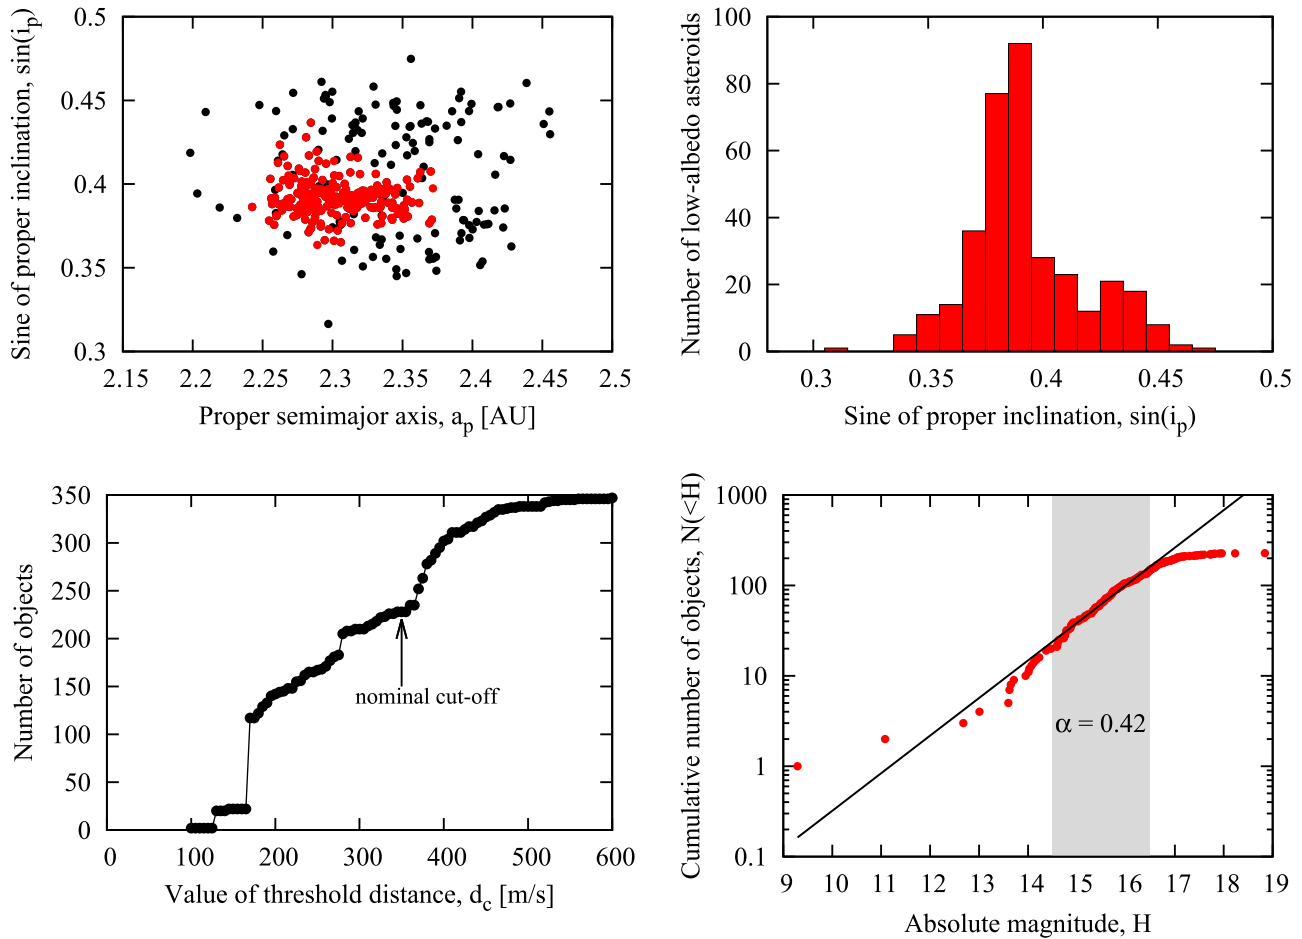 0.5
0.45
0.4
0.35
0.3
2.15 2.2 2.25 2.3 2.35 2.4 2.45 2.5
Sine of proper inclination, sin(i_p)
Proper semimajor axis, a_p [AU]
100
80
60
40
20
0
0.3 0.35 0.4 0.45 0.5
Number of low-albedo asteroids
Sine of proper inclination, sin(i_p)
350
300
250
200
150
100
50
0
0 100 200 300 400 500 600
Number of objects
nominal cut-off
Value of threshold distance, d_c [m/s]
1000
100
10
1
0.1
9 10 11 12 13 14 15 16 17 18 19
Cumulative number of objects, N(<H)
α = 0.42
Absolute magnitude, H